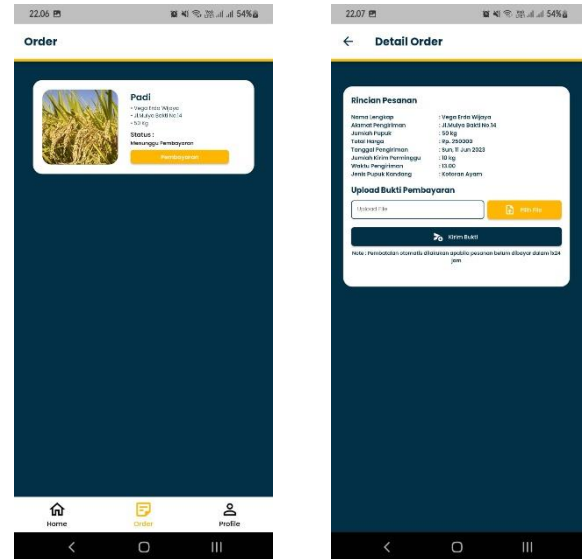 22.06
54%
Order
Padi
- Vega Erda Wijaya
- Jl.Mulya Bakti No.14
- 50 Kg
Status :
Menunggu Pembayaran
Pembayaran
Home
Order
Profile
22.07
54%
Detail Order
Rincian Pesanan
Nama Lengkap : Vega Erda Wijaya
Alamat Pengiriman : Jl.Mulya Bakti No.14
Jumlah Pupuk : 50 kg
Total Harga : Rp. 250000
Tanggal Pengiriman : Sun, 11 Jun 2023
Jumlah Kirim Perminggu : 10 kg
Waktu Pengiriman : 10.00
Jenis Pupuk Kandang : Kotoran Ayam
Upload Bukti Pembayaran
Upload File
Pilih File
Kirim Bukti
Note : Pembatalan otomatis dilakukan apabila pesanan belum dibayar dalam 1x24
jam